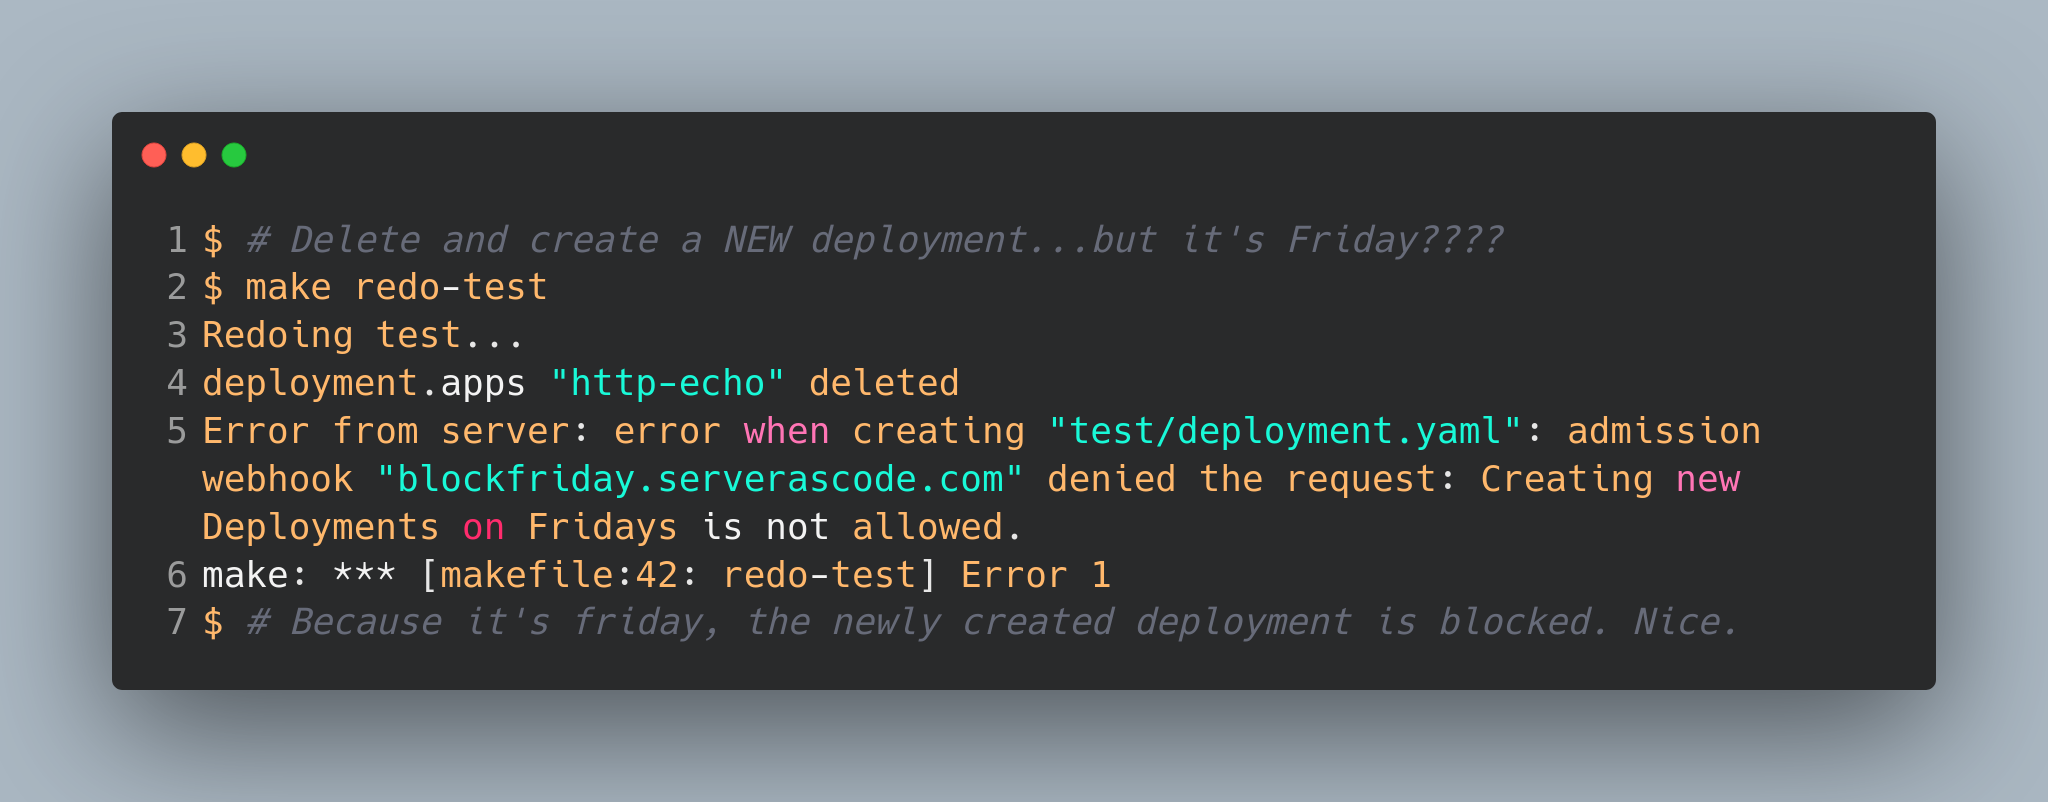 1 $ # Delete and create a NEW deployment...but it's Friday????
2 $ make redo-test
3 Redoing test...
4 deployment.apps "http-echo" deleted
5 Error from server: error when creating "test/deployment.yaml": admission
webhook "blockfriday.serverascode.com" denied the request: Creating new
Deployments on Fridays is not allowed.
6 make: *** [makefile:42: redo-test] Error 1
7 $ # Because it's friday, the newly created deployment is blocked. Nice.